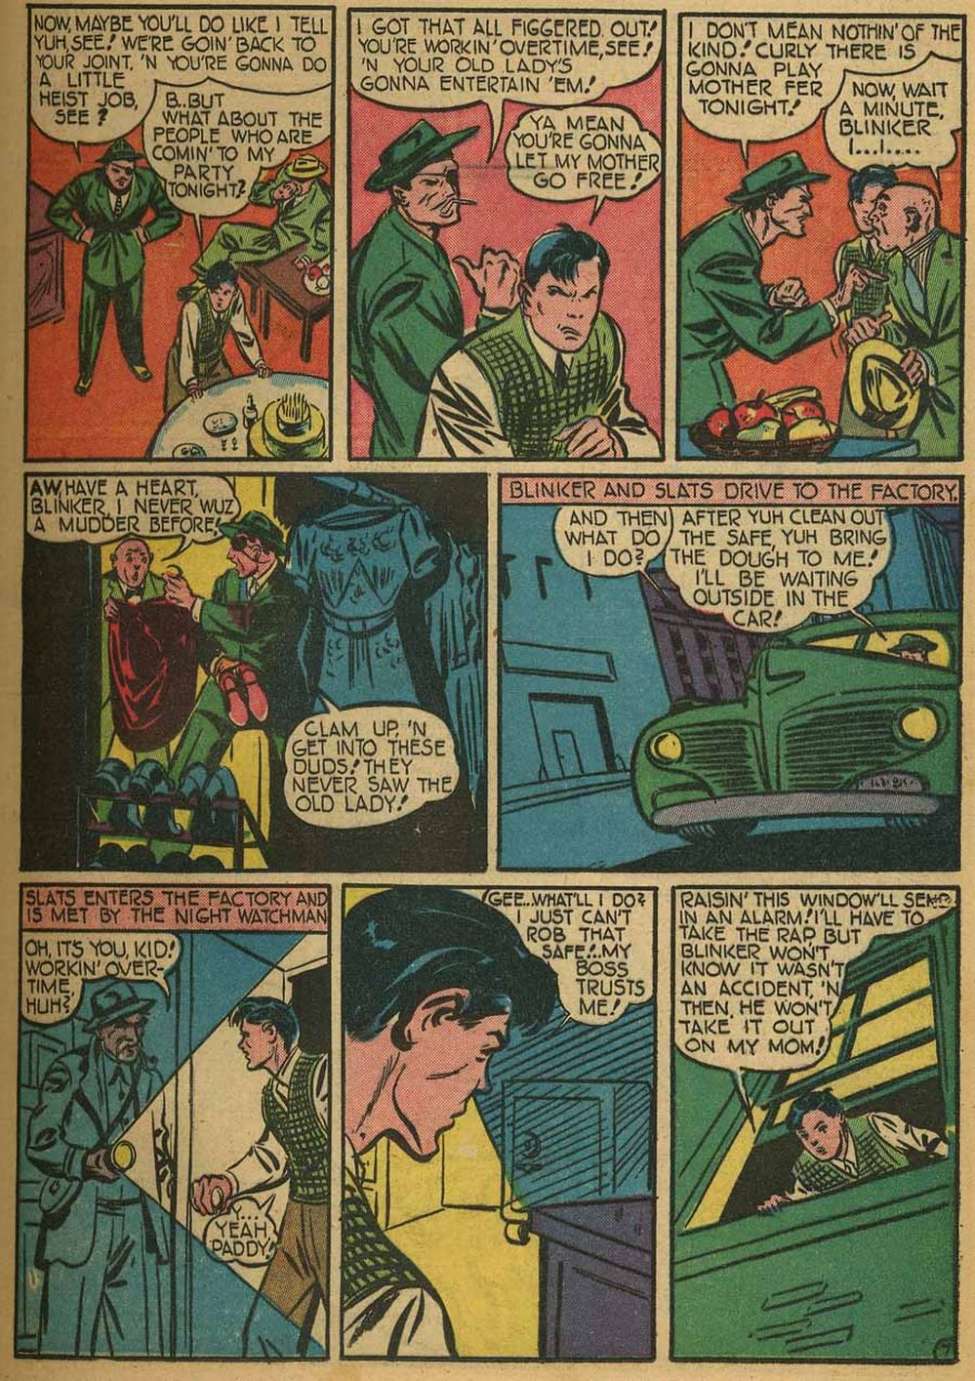 NOW, MAYBE YOU'LL DO LIKE I TELL
YUH, SEE! WE'RE GOIN' BACK TO
YOUR JOINT, 'N YOU'RE GONNA DO
A LITTLE
HEIST JOB,
SEE?
B..BUT
WHAT ABOUT THE
PEOPLE WHO ARE
COMIN' TO MY
PARTY
TONIGHT?
I GOT THAT ALL FIGGERED OUT!
YOU'RE WORKIN' OVERTIME, SEE!
'N YOUR OLD LADY'S
GONNA ENTERTAIN 'EM!
YA MEAN
YOU'RE GONNA
LET MY MOTHER
GO FREE!
I DON'T MEAN NOTHIN' OF THE
KIND! CURLY THERE IS
GONNA PLAY
MOTHER FER
TONIGHT!
NOW, WAIT
A MINUTE,
BLINKER
I...I....
AW, HAVE A HEART,
BLINKER, I NEVER WUZ
A MUDDER BEFORE!
CLAM UP, 'N
GET INTO THESE
DUDS! THEY
NEVER SAW THE
OLD LADY!
BLINKER AND SLATS DRIVE TO THE FACTORY.
AND THEN
WHAT DO
I DO?
AFTER YUH CLEAN OUT
THE SAFE, YUH BRING
THE DOUGH TO ME!
I'LL BE WAITING
OUTSIDE IN THE
CAR!
SLATS ENTERS THE FACTORY AND
IS MET BY THE NIGHT WATCHMAN
OH, IT'S YOU, KID!
WORKIN' OVER-
TIME,
HUH?
Y...
YEAH,
PADDY!
GEE...WHAT'LL I DO?
I JUST CAN'T
ROB THAT
SAFE!..MY
BOSS
TRUSTS
ME!
RAISIN' THIS WINDOW'LL SEND
IN AN ALARM! I'LL HAVE TO
TAKE THE RAP, BUT
BLINKER WON'T
KNOW IT WASN'T
AN ACCIDENT, 'N
THEN, HE WON'T
TAKE IT OUT
ON MY MOM!
7